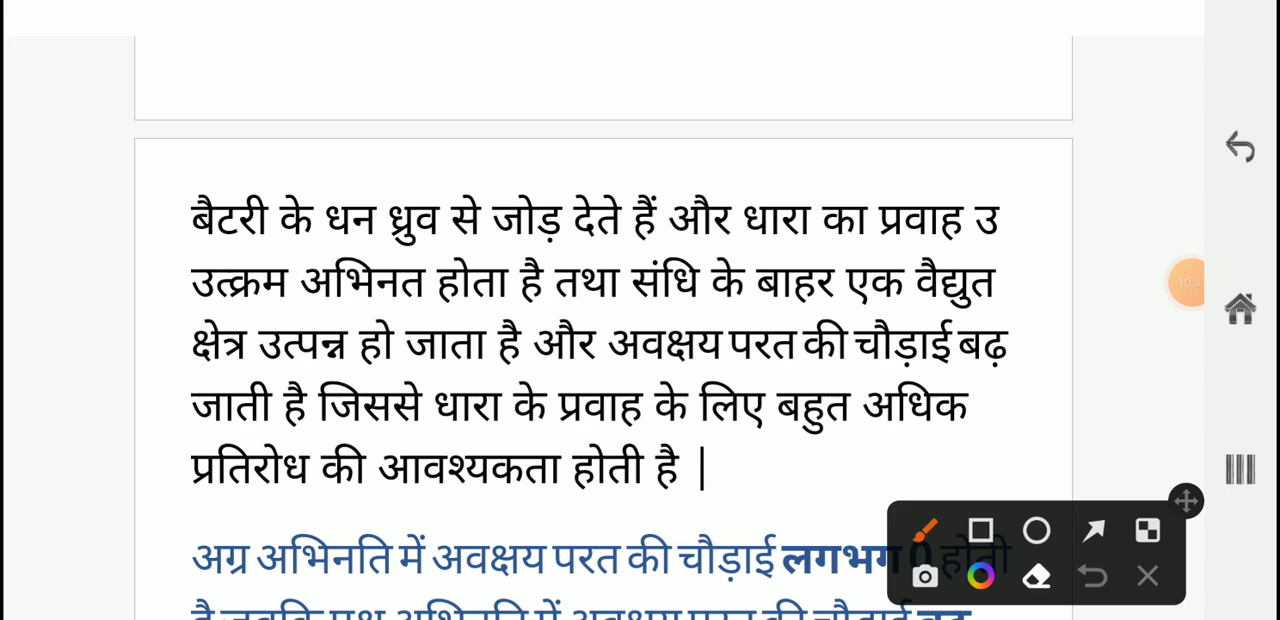 बैटरी के धन ध्रुव से जोड़ देते हैं और धारा का प्रवाह उ
उत्क्रम अभिनत होता है तथा संधि के बाहर एक वैद्युत
क्षेत्र उत्पन्न हो जाता है और अवक्षय परत की चौड़ाई बढ़
जाती है जिससे धारा के प्रवाह के लिए बहुत अधिक
प्रतिरोध की आवश्यकता होती है |
अग्र अभिनति में अवक्षय परत की चौड़ाई लगभग 0 होती